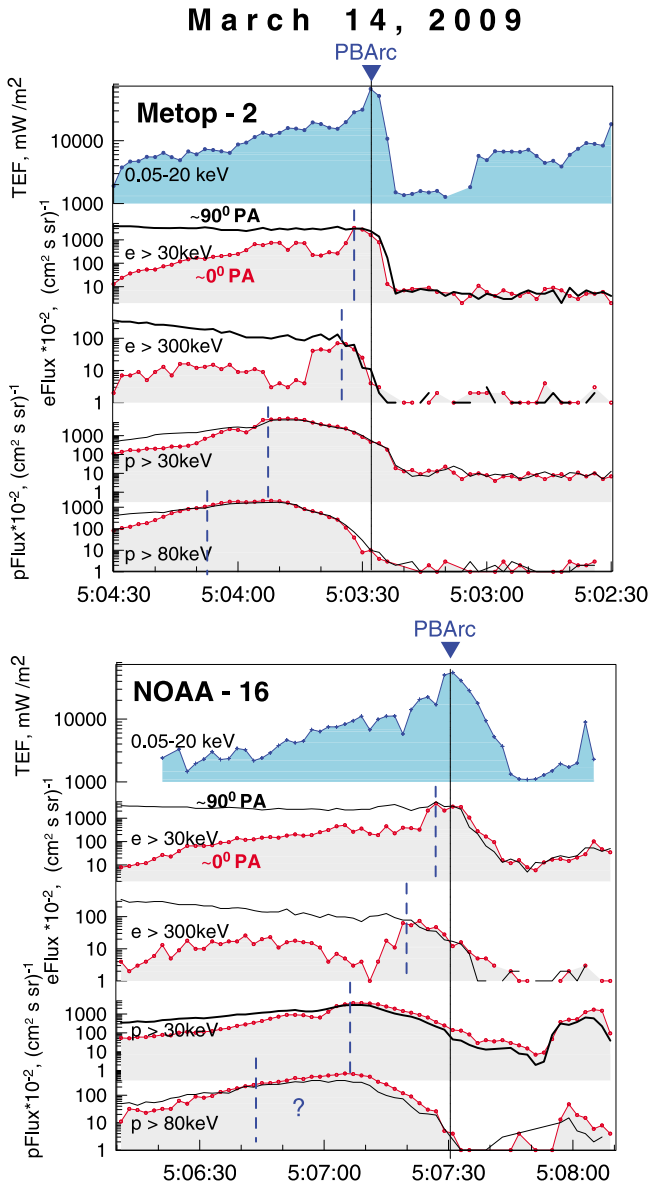 March 14, 2009
PBArc
Metop - 2
TEF, mW /m2
10000
1000
0.05-20 keV
~90⁰ PA
e > 30keV
~0⁰ PA
1000
100
10
e > 300keV
100
10
1
eFlux *10⁻², (cm² s sr)⁻¹
p > 30keV
1000
100
10
1
p > 80keV
1000
10
1
pFlux*10⁻², (cm² s sr)⁻¹
5:04:30 5:04:00 5:03:30 5:03:00 5:02:30
PBArc
NOAA - 16
TEF, mW /m2
10000
1000
0.05-20 keV
~90⁰ PA
e > 30keV
~0⁰ PA
1000
100
10
e > 300keV
100
10
1
eFlux *10⁻², (cm² s sr)⁻¹
p > 30keV
1000
100
10
1
p > 80keV
?
100
10
1
pFlux*10⁻², (cm² s sr)⁻¹
5:06:30 5:07:00 5:07:30 5:08:00